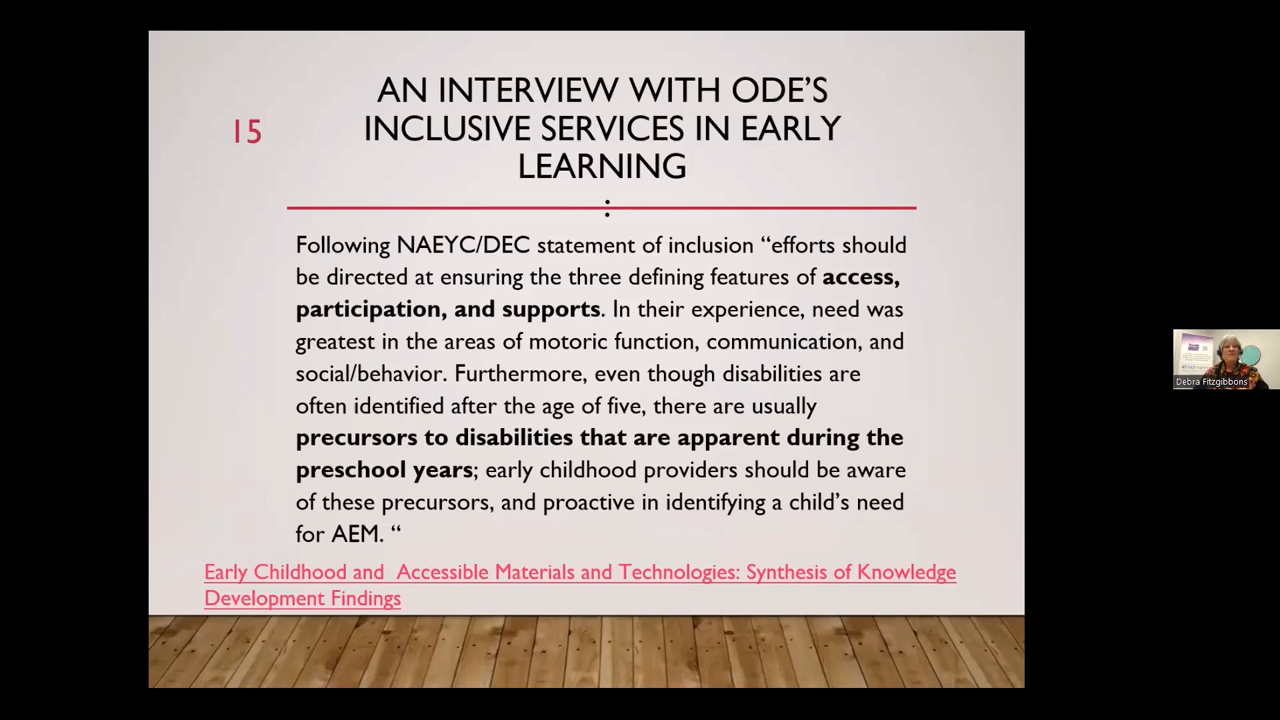 AN INTERVIEW WITH ODE'S
INCLUSIVE SERVICES IN EARLY
LEARNING
:
15
Following NAEYC/DEC statement of inclusion “efforts should
be directed at ensuring the three defining features of access,
participation, and supports. In their experience, need was
greatest in the areas of motoric function, communication, and
social/behavior. Furthermore, even though disabilities are
often identified after the age of five, there are usually
precursors to disabilities that are apparent during the
preschool years; early childhood providers should be aware
of these precursors, and proactive in identifying a child's need
for AEM. “
Early Childhood and  Accessible Materials and Technologies: Synthesis of Knowledge
Development Findings
Debra Fitzgibbons